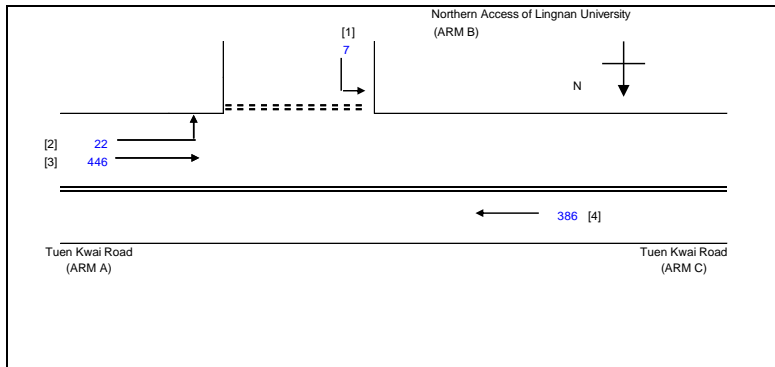 Northern Access of Lingnan University
[1] (ARM B)
7
N
[2] 22
[3] 446
386 [4]
Tuen Kwai Road Tuen Kwai Road
(ARM A) (ARM C)